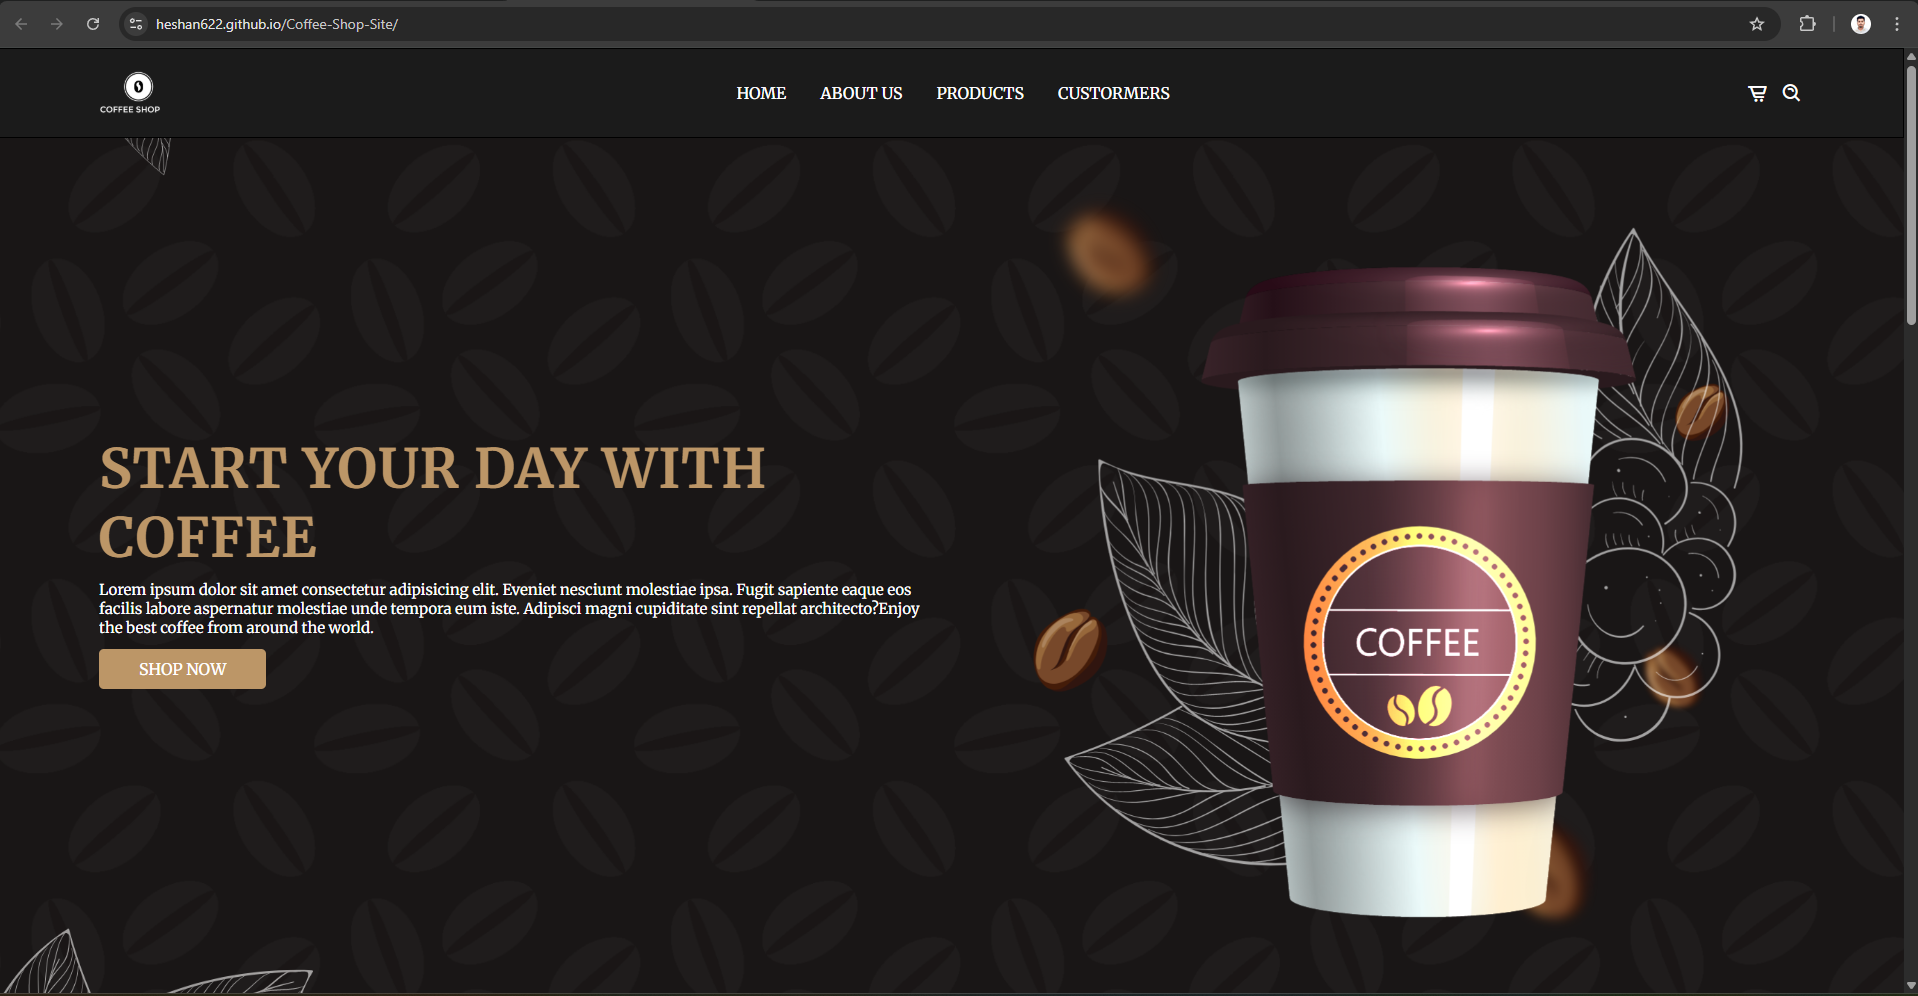 heshan622.github.io/Coffee-Shop-Site/
COFFEE SHOP
HOME
ABOUT US
PRODUCTS
CUSTORMERS
START YOUR DAY WITH
COFFEE
Lorem ipsum dolor sit amet consectetur adipisicing elit. Eveniet nesciunt molestiae ipsa. Fugit sapiente eaque eos
facilis labore aspernatur molestiae unde tempora eum iste. Adipisci magni cupiditate sint repellat architecto?Enjoy
the best coffee from around the world.
SHOP NOW
COFFEE